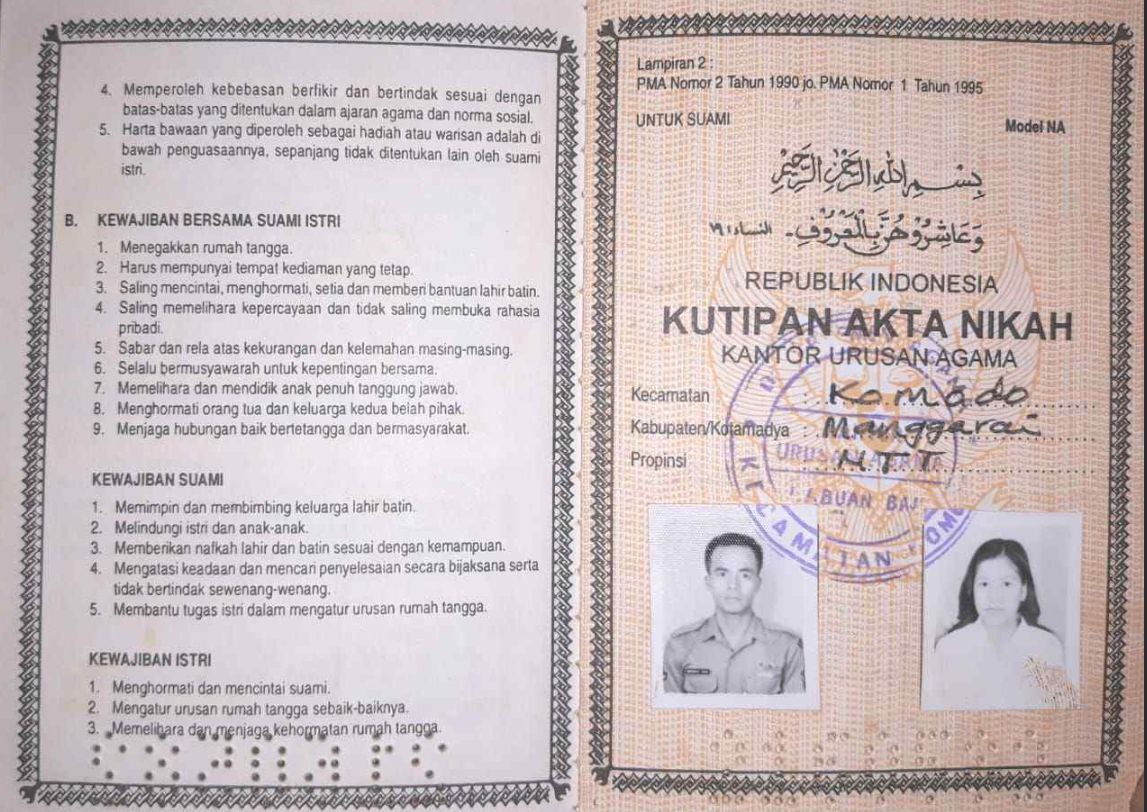 4. Memperoleh kebebasan berfikir dan bertindak sesuai dengan
batas-batas yang ditentukan dalam ajaran agama dan norma sosial.
5. Harta bawaan yang diperoleh sebagai hadiah atau warisan adalah di
bawah penguasaannya, sepanjang tidak ditentukan lain oleh suami
istri.
B. KEWAJIBAN BERSAMA SUAMI ISTRI
1. Menegakkan rumah tangga.
2. Harus mempunyai tempat kediaman yang tetap.
3. Saling mencintai, menghormati, setia dan memberi bantuan lahir batin.
4. Saling memelihara kepercayaan dan tidak saling membuka rahasia
pribadi.
5. Sabar dan rela atas kekurangan dan kelemahan masing-masing.
6. Selalu bermusyawarah untuk kepentingan bersama.
7. Memelihara dan mendidik anak penuh tanggung jawab.
8. Menghormati orang tua dan keluarga kedua belah pihak.
9. Menjaga hubungan baik bertetangga dan bermasyarakat.
KEWAJIBAN SUAMI
1. Memimpin dan membimbing keluarga lahir batin.
2. Melindungi istri dan anak-anak.
3. Memberikan nafkah lahir dan batin sesuai dengan kemampuan.
4. Mengatasi keadaan dan mencari penyelesaian secara bijaksana serta
tidak bertindak sewenang-wenang.
5. Membantu tugas istri dalam mengatur urusan rumah tangga.
KEWAJIBAN ISTRI
1. Menghormati dan mencintai suami.
2. Mengatur urusan rumah tangga sebaik-baiknya.
3. Memelihara dan menjaga kehormatan rumah tangga.
Lampiran 2 :
PMA Nomor 2 Tahun 1990 jo. PMA Nomor 1 Tahun 1995
UNTUK SUAMI
Model NA
بِسْمِ اللهِ الرَّحْمٰنِ الرَّحِيْمِ
وَعَاشِرُوْهُنَّ بِالْمَعْرُوْفِ - النساء: ١٩
REPUBLIK INDONESIA
KUTIPAN AKTA NIKAH
KANTOR URUSAN AGAMA
Kecamatan : Komodo
Kabupaten/Kotamadya : Manggarai
Propinsi : NTT
URUSAN AGAMA
BUAN BAJ
KECAMATAN KOMO